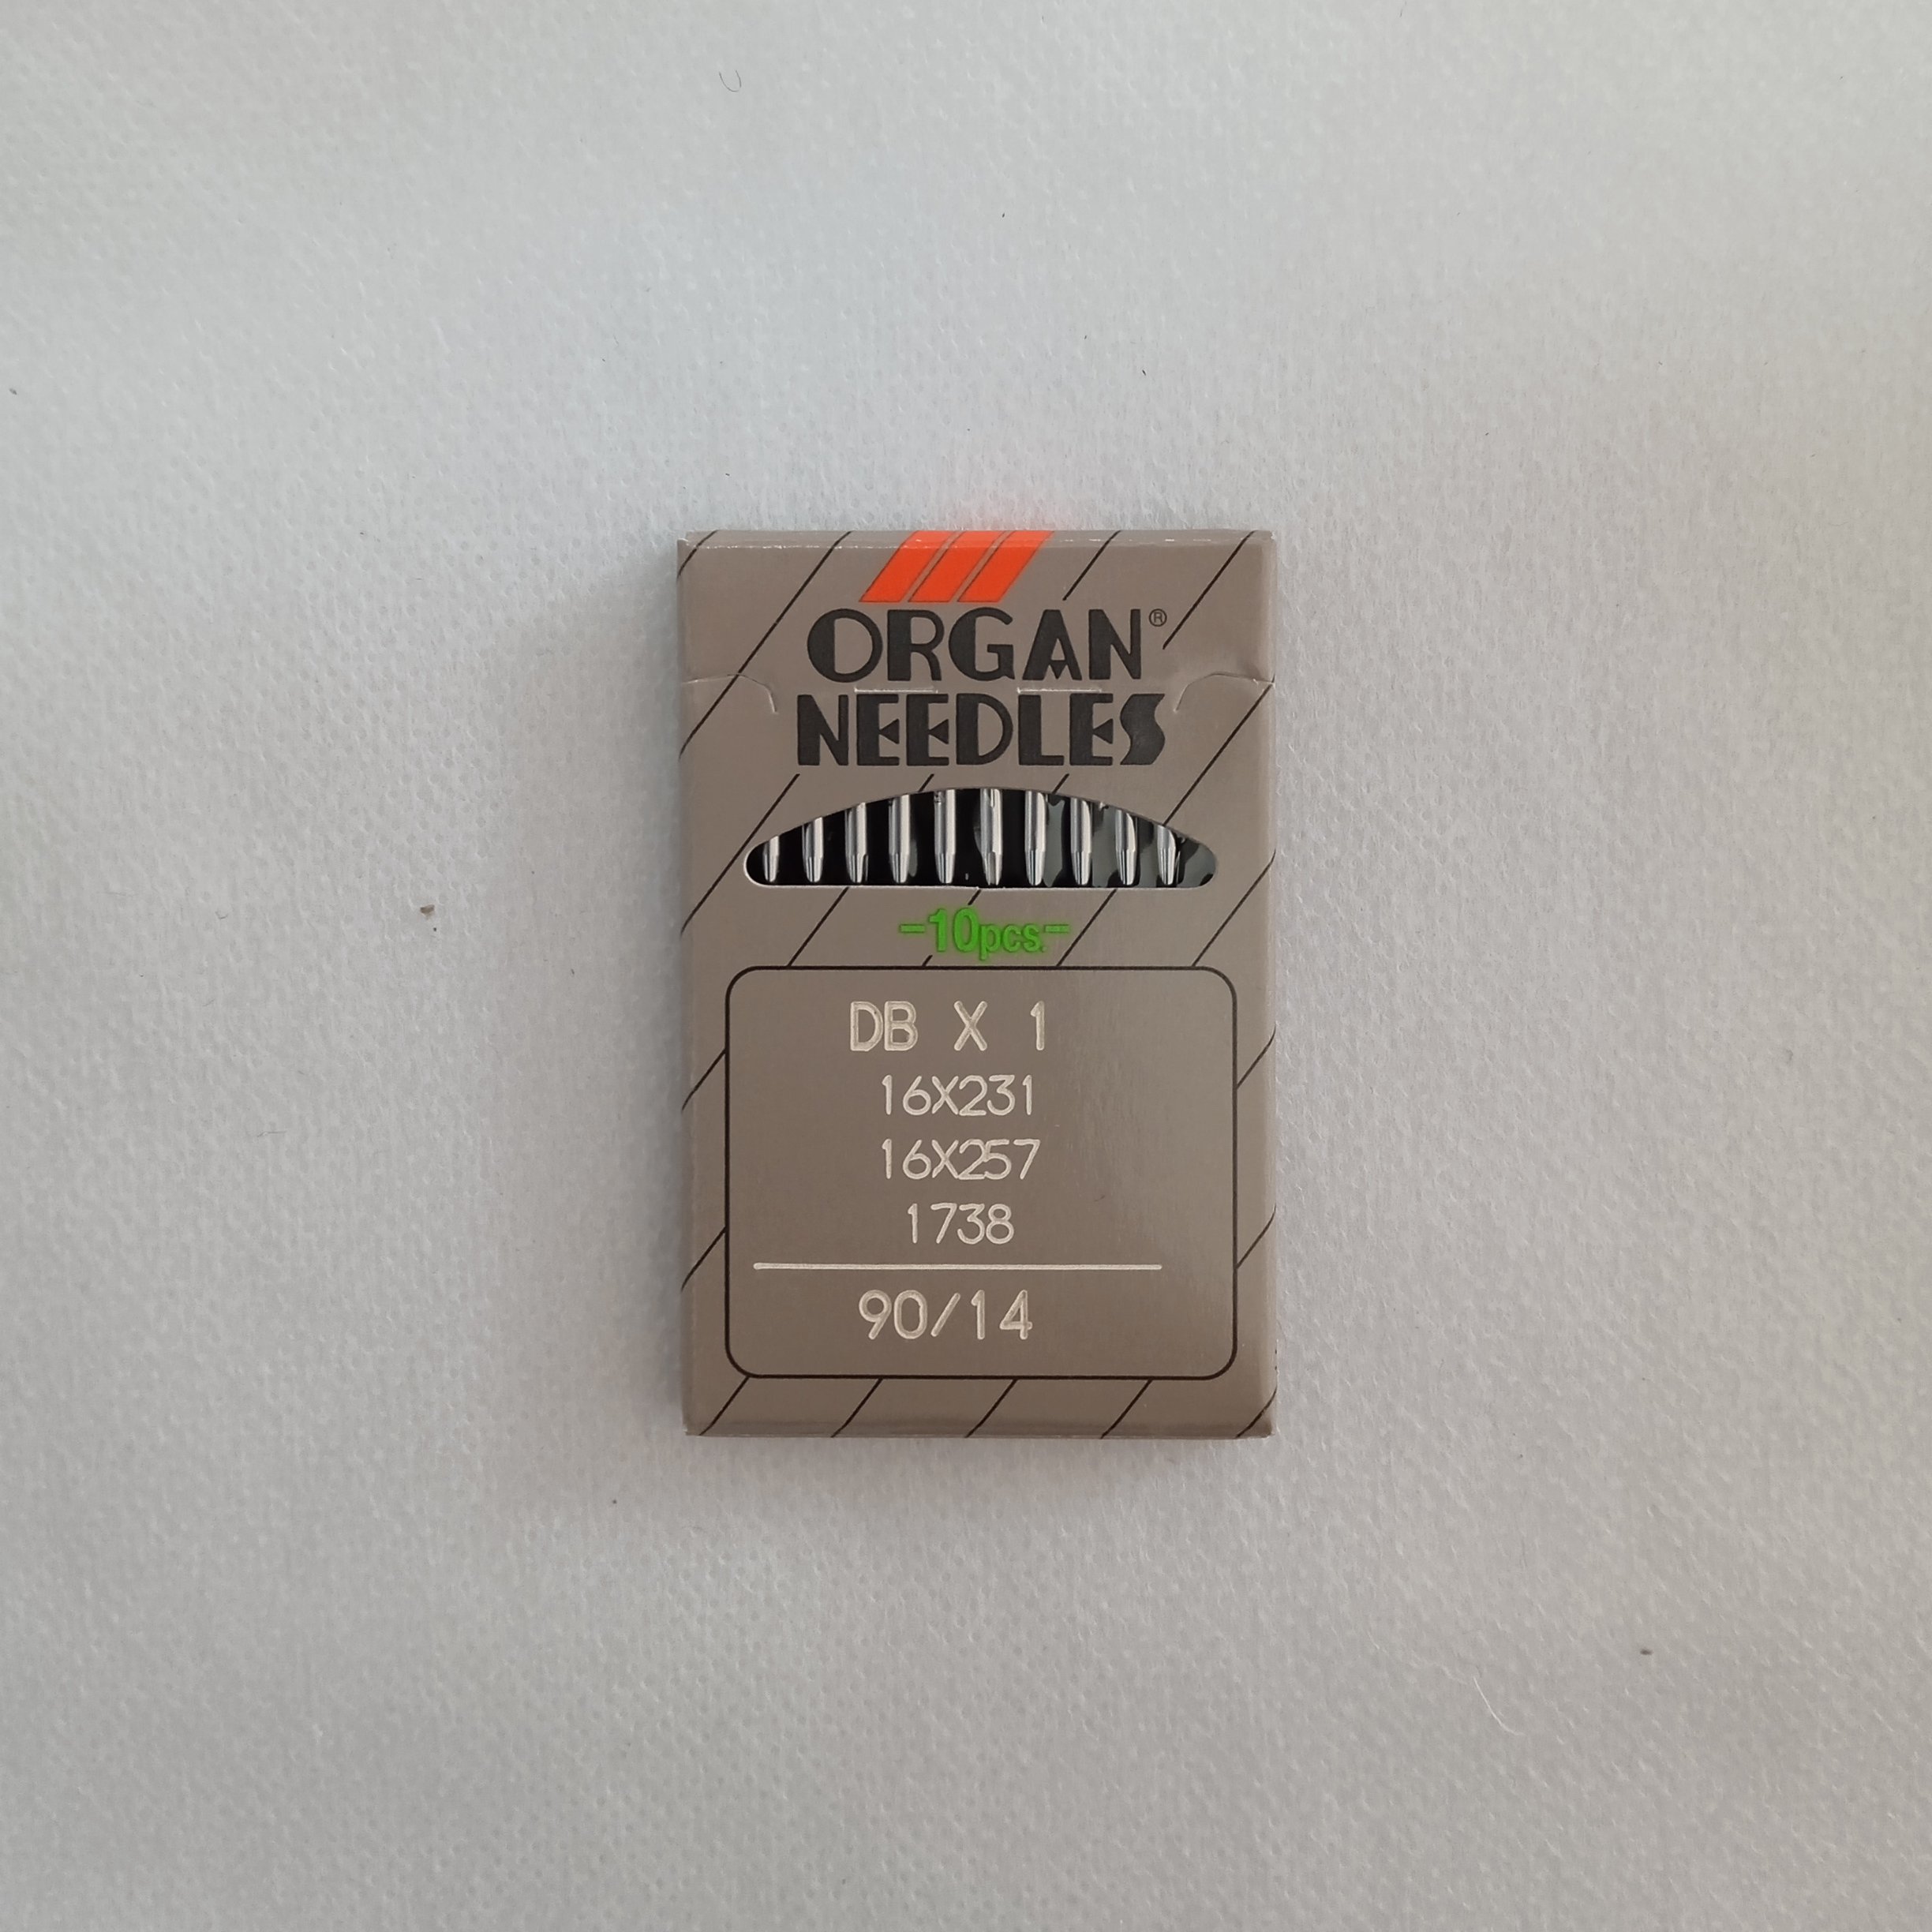 ORGAN®
NEEDLES
-10pcs.-
DB X 1
16X231
16X257
1738
90/14